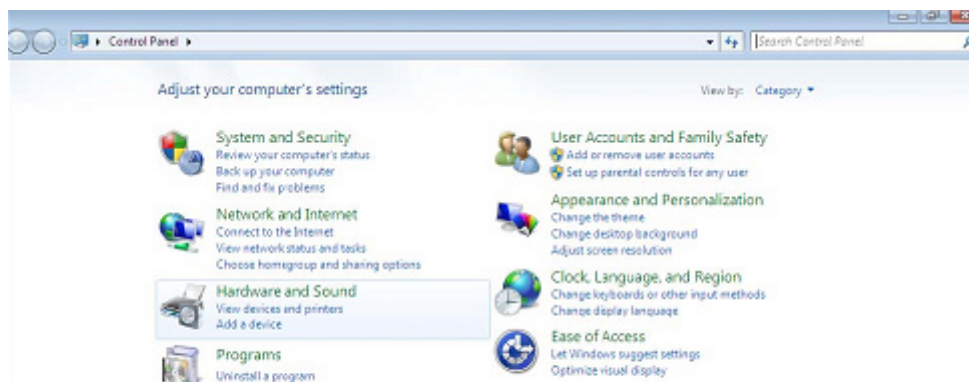 Control Panel
Search Control Panel
Adjust your computer's settings
View by: Category
System and Security
Review your computer's status
Back up your computer
Find and fix problems
Network and Internet
Connect to the Internet
View network status and tasks
Choose homegroup and sharing options
Hardware and Sound
View devices and printers
Add a device
Programs
Uninstall a program
User Accounts and Family Safety
Add or remove user accounts
Set up parental controls for any user
Appearance and Personalization
Change the theme
Change desktop background
Adjust screen resolution
Clock, Language, and Region
Change keyboards or other input methods
Change display language
Ease of Access
Let Windows suggest settings
Optimize visual display